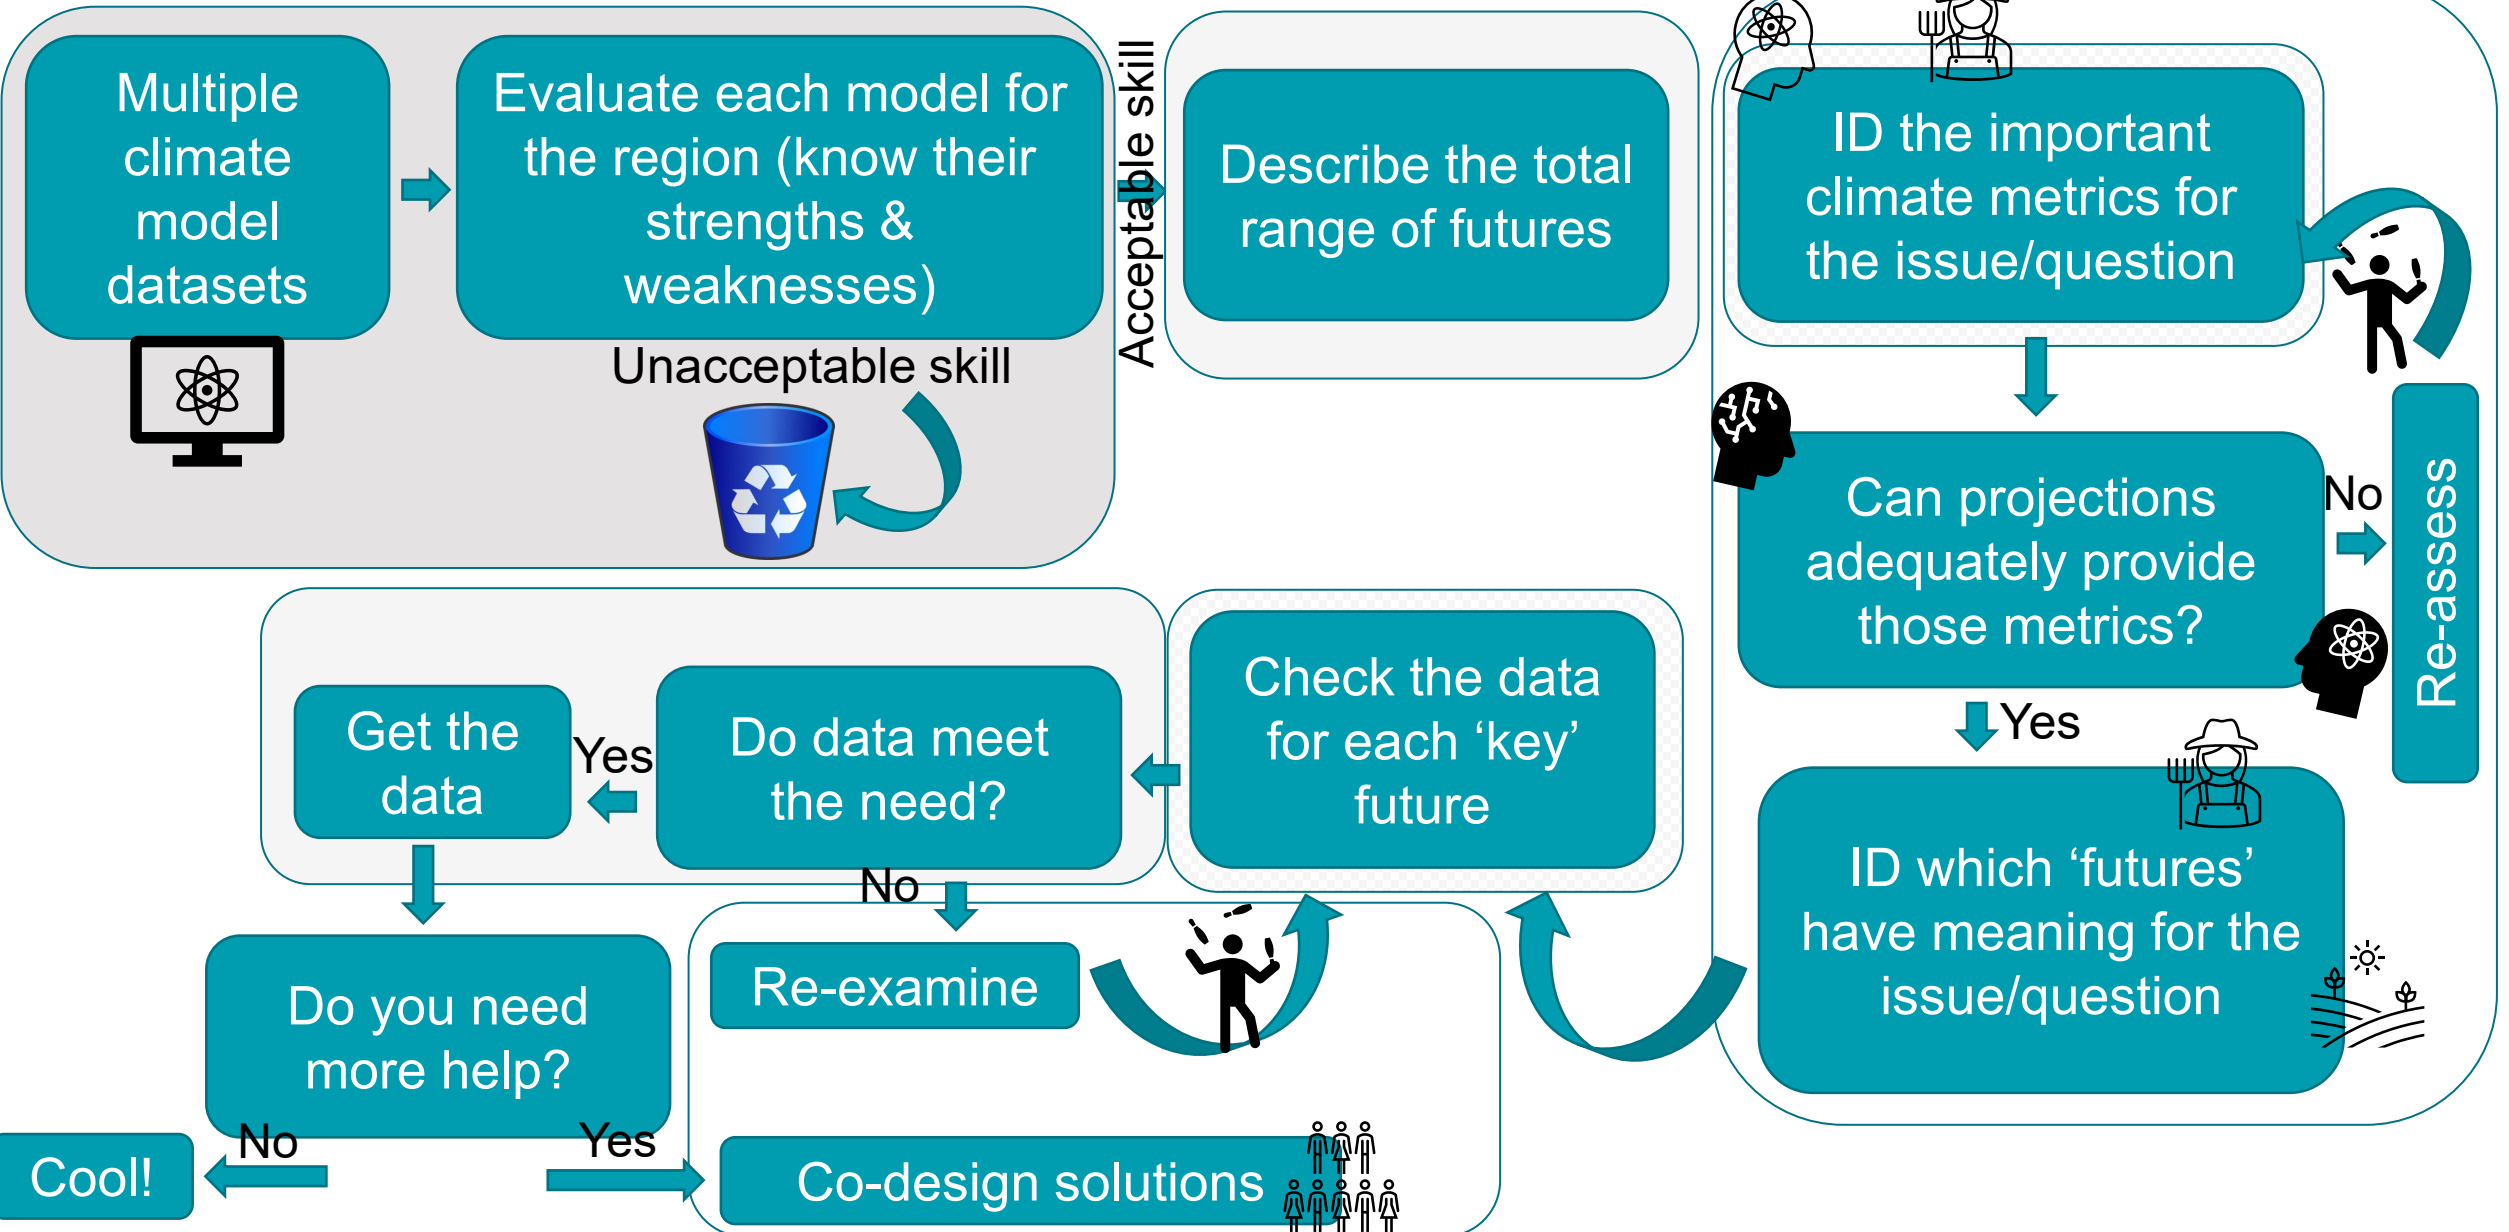 Multiple
climate
model
datasets
Evaluate each model for
the region (know their
strengths &
weaknesses)
Unacceptable skill
Acceptable skill
Describe the total
range of futures
ID the important
climate metrics for
the issue/question
Can projections
adequately provide
those metrics?
No
Re-assess
Yes
ID which ‘futures’
have meaning for the
issue/question
Check the data
for each ‘key’
future
Do data meet
the need?
Yes
Get the
data
No
Re-examine
Do you need
more help?
No
Cool!
Yes
Co-design solutions